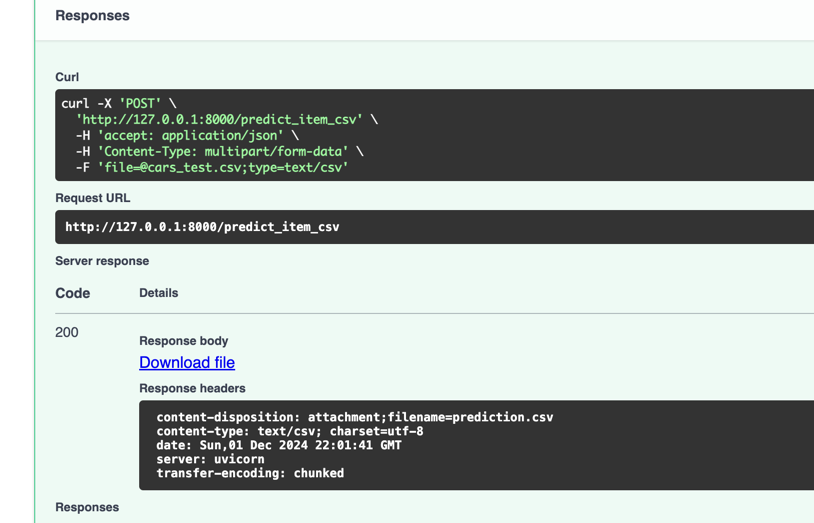 Responses
Curl
curl -X 'POST' \
'http://127.0.0.1:8000/predict_item_csv' \
-H 'accept: application/json' \
-H 'Content-Type: multipart/form-data' \
-F 'file=@cars_test.csv;type=text/csv'
Request URL
http://127.0.0.1:8000/predict_item_csv
Server response
Code Details
200
Response body
Download file
Response headers
content-disposition: attachment;filename=prediction.csv
content-type: text/csv; charset=utf-8
date: Sun,01 Dec 2024 22:01:41 GMT
server: uvicorn
transfer-encoding: chunked
Responses